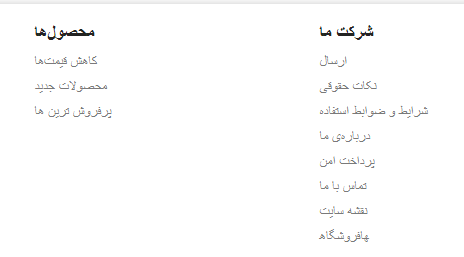 شرکت ما
ارسال
نکات حقوقی
شرایط و ضوابط استفاده
درباره‌ی ما
پرداخت امن
تماس با ما
نقشه سایت
هافروشگاه
محصول‌ها
کاهش قیمت‌ها
محصولات جدید
پرفروش ترین ها